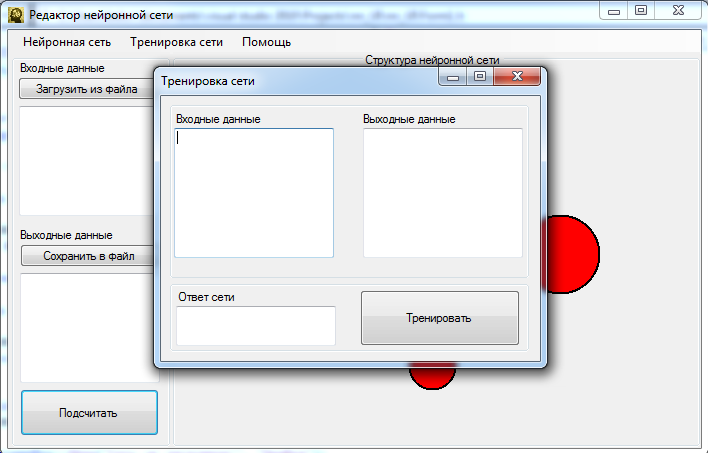 Редактор нейронной сети
Нейронная сеть Тренировка сети Помощь
Входные данные
Загрузить из файла
Выходные данные
Сохранить в файл
Подсчитать
Структура нейронной сети
Тренировка сети
Входные данные
Выходные данные
Ответ сети
Тренировать